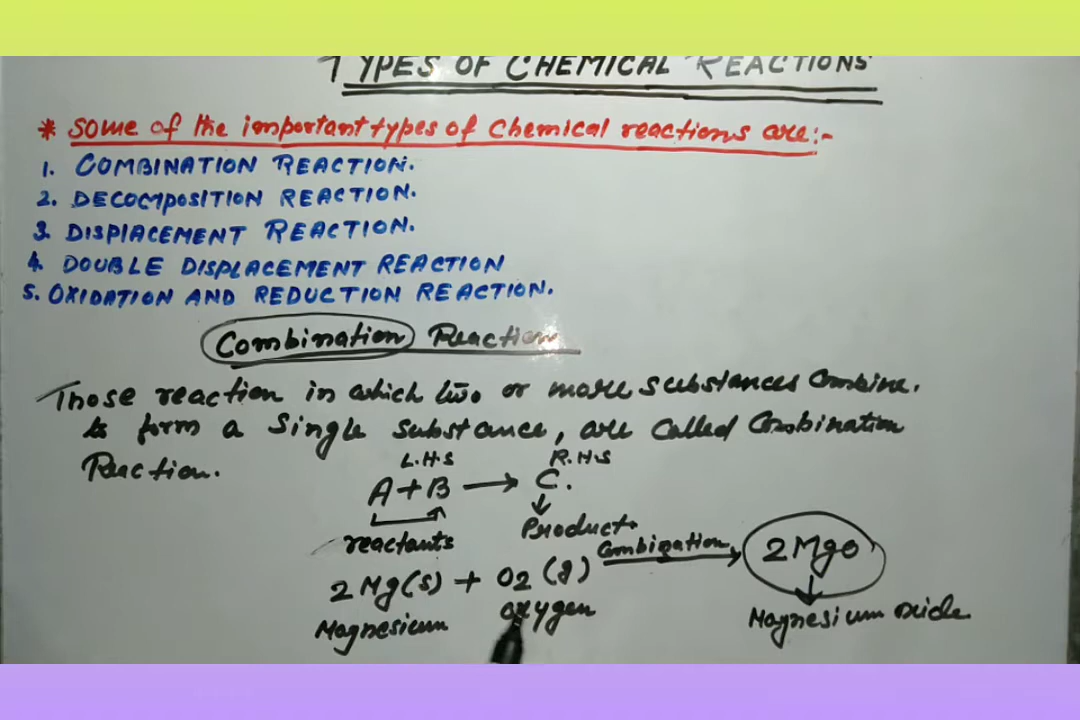 TYPES OF CHEMICAL REACTIONS
* Some of the important types of Chemical reactions are:-
1. COMBINATION REACTION.
2. DECOMPOSITION REACTION.
3. DISPLACEMENT REACTION.
4. DOUBLE DISPLACEMENT REACTION
5. OXIDATION AND REDUCTION REACTION.
Combination Reaction
Those reaction in which two or more substances Combine.
to form a Single substance, are called Combination
Reaction.
L.H.S R.H.S
A+B → C.
reactants Product.
2Mg(s) + O2(g) Combination → 2MgO
Magnesium oxygen Magnesium oxide